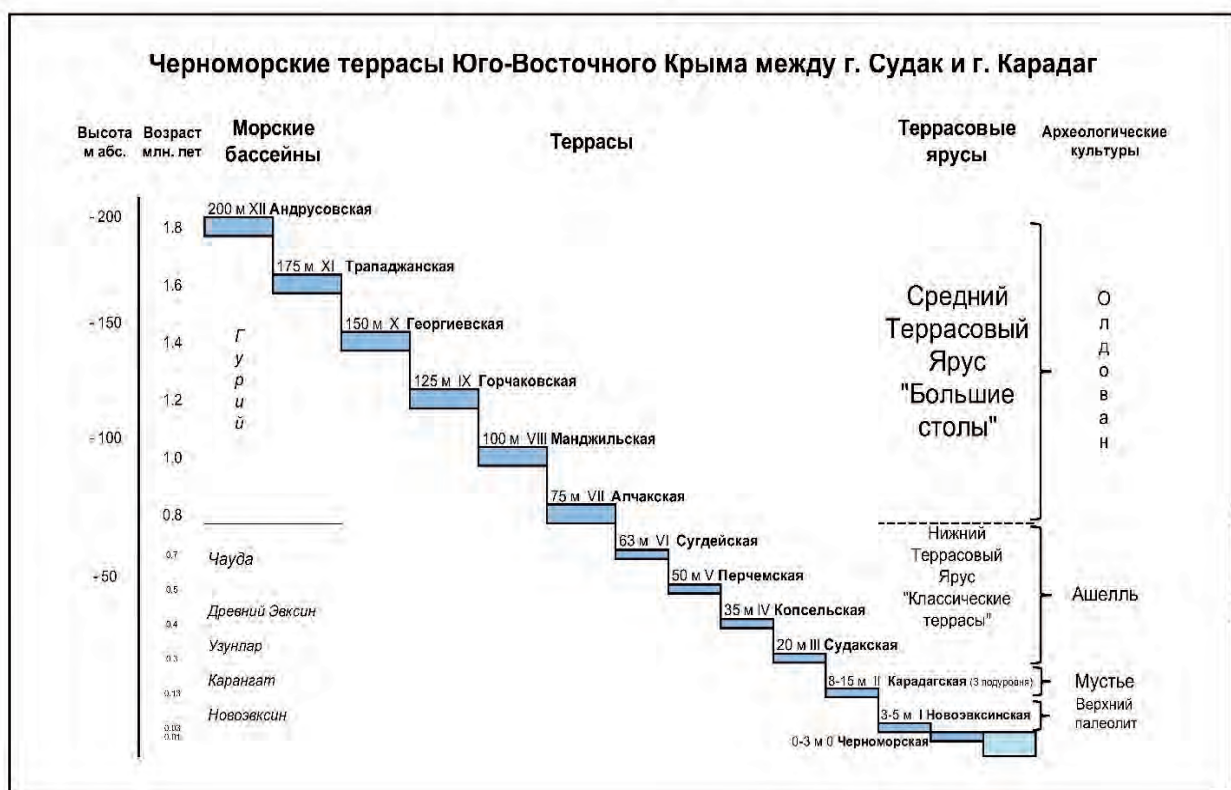 Черноморские террасы Юго-Восточного Крыма между г. Судак и г. Карадаг
Высота
м абс.
Возраст
млн. лет
Морские
бассейны
Террасы
Террасовые
ярусы
Археологические
культуры
-200
-150
-100
-50
1.8
1.6
1.4
1.2
1.0
0.8
0.7
0.5
0.4
0.3
0.13
0.03
0.01
Гурий
Чауда
Древний Эвксин
Узунлар
Карангат
Новоэвксин
200 м XII Андрусовская
175 м XI Трападжанская
150 м X Георгиевская
125 м IX Горчаковская
100 м VIII Манджильская
75 м VII Алчакская
63 м VI Сугдейская
50 м V Перчемская
35 м IV Копсельская
20 м III Судакская
8-15 м II Карадагская (3 подуровня)
3-5 м I Новоэвксинская
0-3 м 0 Черноморская
Средний
Террасовый
Ярус
"Большие
столы"
Нижний
Террасовый
Ярус
"Классические
террасы"
Олдован
Ашелль
Мустье
Верхний
палеолит